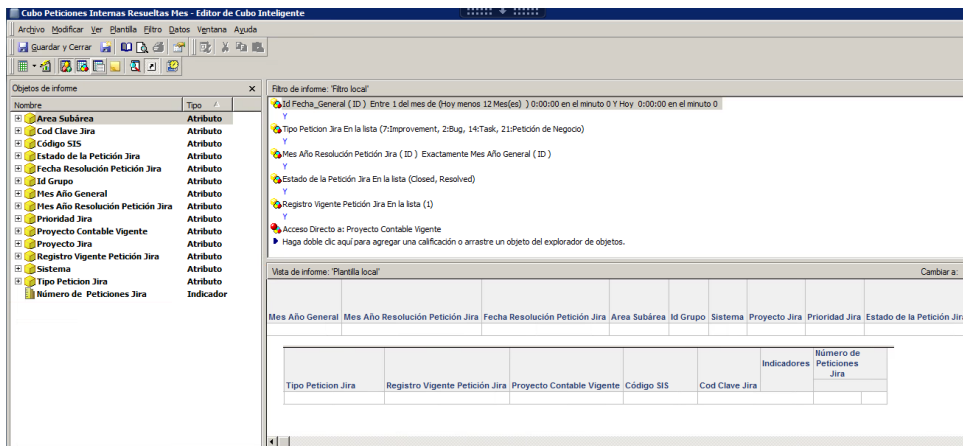 Cubo Peticiones Internas Resueltas Mes - Editor de Cubo Inteligente
Archivo Modificar Ver Plantilla Filtro Datos Ventana Ayuda
Guardar y Cerrar
Objetos de informe x
Nombre Tipo
Area Subárea Atributo
Cod Clave Jira Atributo
Código SIS Atributo
Estado de la Petición Jira Atributo
Fecha Resolución Petición Jira Atributo
Id Grupo Atributo
Mes Año General Atributo
Mes Año Resolución Petición Jira Atributo
Prioridad Jira Atributo
Proyecto Contable Vigente Atributo
Proyecto Jira Atributo
Registro Vigente Petición Jira Atributo
Sistema Atributo
Tipo Peticion Jira Atributo
Número de Peticiones Jira Indicador
Filtro de informe: 'Filtro local'
Id Fecha_General ( ID ) Entre 1 del mes de (Hoy menos 12 Mes(es) ) 0:00:00 en el minuto 0 Y Hoy 0:00:00 en el minuto 0
Y
Tipo Peticion Jira En la lista (7:Improvement, 2:Bug, 14:Task, 21:Petición de Negocio)
Y
Mes Año Resolución Petición Jira ( ID ) Exactamente Mes Año General ( ID )
Y
Estado de la Petición Jira En la lista (Closed, Resolved)
Y
Registro Vigente Petición Jira En la lista (1)
Y
Acceso Directo a: Proyecto Contable Vigente
Haga doble clic aquí para agregar una calificación o arrastre un objeto del explorador de objetos.
Vista de informe: 'Plantilla local' Cambiar a:
Mes Año General Mes Año Resolución Petición Jira Fecha Resolución Petición Jira Area Subárea Id Grupo Sistema Proyecto Jira Prioridad Jira Estado de la Petición Jira
Número de
Indicadores Peticiones
Jira
Tipo Peticion Jira Registro Vigente Petición Jira Proyecto Contable Vigente Código SIS Cod Clave Jira